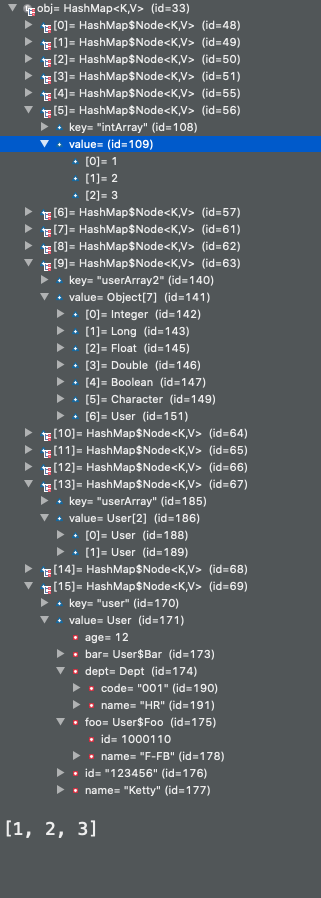 obj= HashMap<K,V> (id=33)
[0]= HashMap$Node<K,V> (id=48)
[1]= HashMap$Node<K,V> (id=49)
[2]= HashMap$Node<K,V> (id=50)
[3]= HashMap$Node<K,V> (id=51)
[4]= HashMap$Node<K,V> (id=55)
[5]= HashMap$Node<K,V> (id=56)
key= "intArray" (id=108)
value= (id=109)
[0]= 1
[1]= 2
[2]= 3
[6]= HashMap$Node<K,V> (id=57)
[7]= HashMap$Node<K,V> (id=61)
[8]= HashMap$Node<K,V> (id=62)
[9]= HashMap$Node<K,V> (id=63)
key= "userArray2" (id=140)
value= Object[7] (id=141)
[0]= Integer (id=142)
[1]= Long (id=143)
[2]= Float (id=145)
[3]= Double (id=146)
[4]= Boolean (id=147)
[5]= Character (id=149)
[6]= User (id=151)
[10]= HashMap$Node<K,V> (id=64)
[11]= HashMap$Node<K,V> (id=65)
[12]= HashMap$Node<K,V> (id=66)
[13]= HashMap$Node<K,V> (id=67)
key= "userArray" (id=185)
value= User[2] (id=186)
[0]= User (id=188)
[1]= User (id=189)
[14]= HashMap$Node<K,V> (id=68)
[15]= HashMap$Node<K,V> (id=69)
key= "user" (id=170)
value= User (id=171)
age= 12
bar= User$Bar (id=173)
dept= Dept (id=174)
code= "001" (id=190)
name= "HR" (id=191)
foo= User$Foo (id=175)
id= 1000110
name= "F-FB" (id=178)
id= "123456" (id=176)
name= "Ketty" (id=177)
[1, 2, 3]